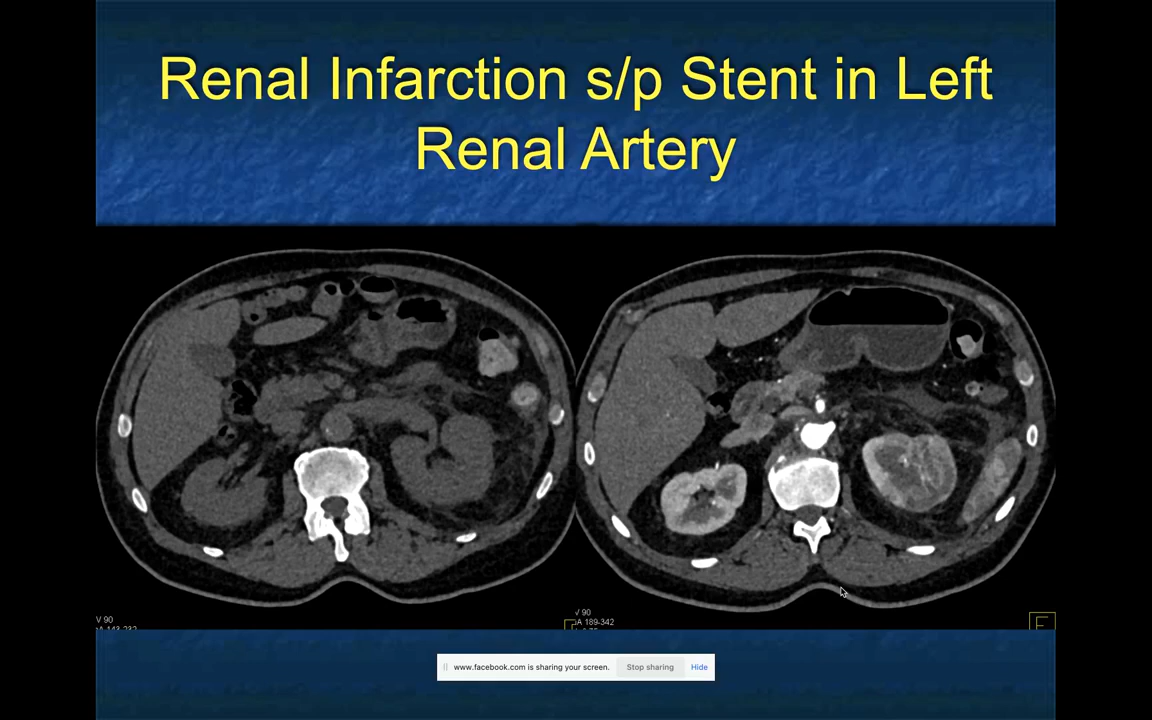 Renal Infarction s/p Stent in Left
Renal Artery
V 90
V 90
A 189-342
E
www.facebook.com is sharing your screen. Stop sharing Hide